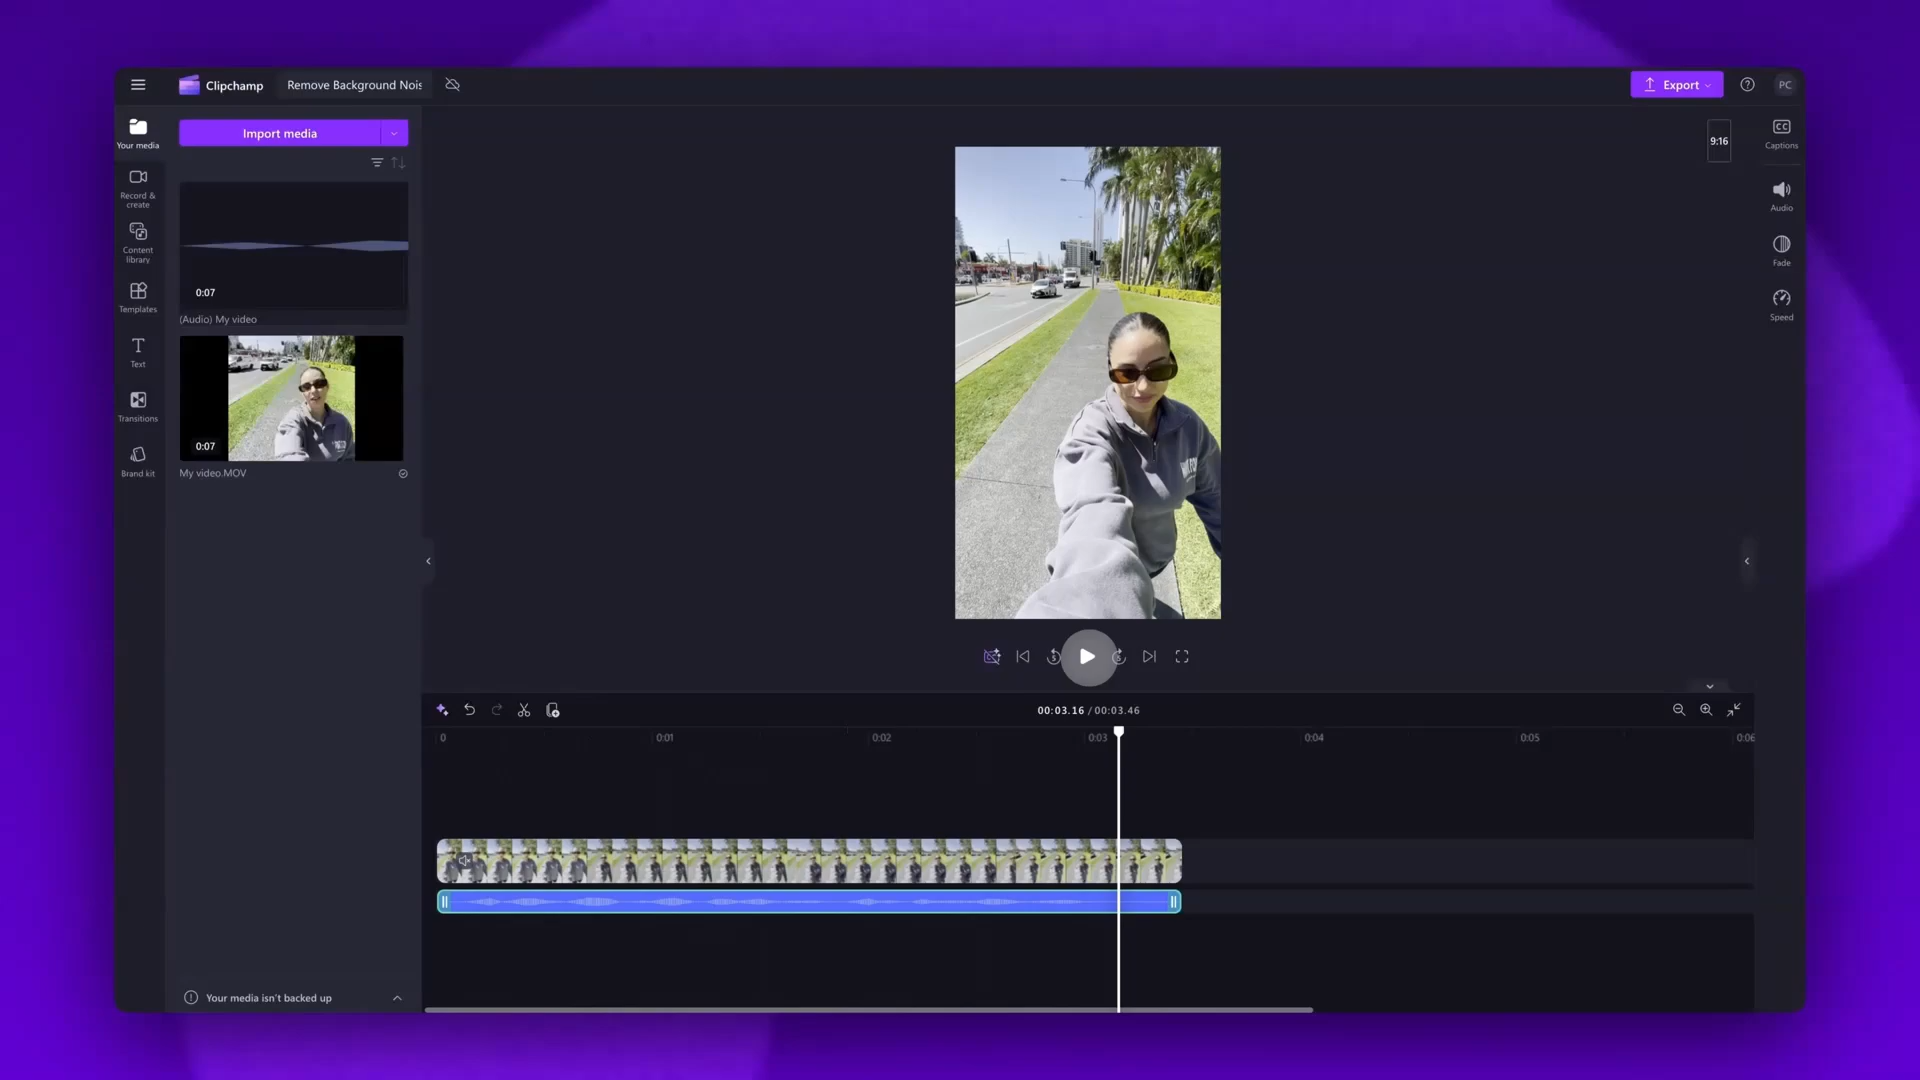 Clipchamp
Remove Background Nois
Export
PC
Your media
Import media
9:16
Captions
Record &
create
Audio
Content
library
Fade
0:07
Templates
Speed
(Audio) My video
Text
Transitions
0:07
Brand kit
My video.MOV
00:03.16 / 00:03.46
0
0:01
0:02
0:03
0:04
0:05
0:06
Your media isn't backed up